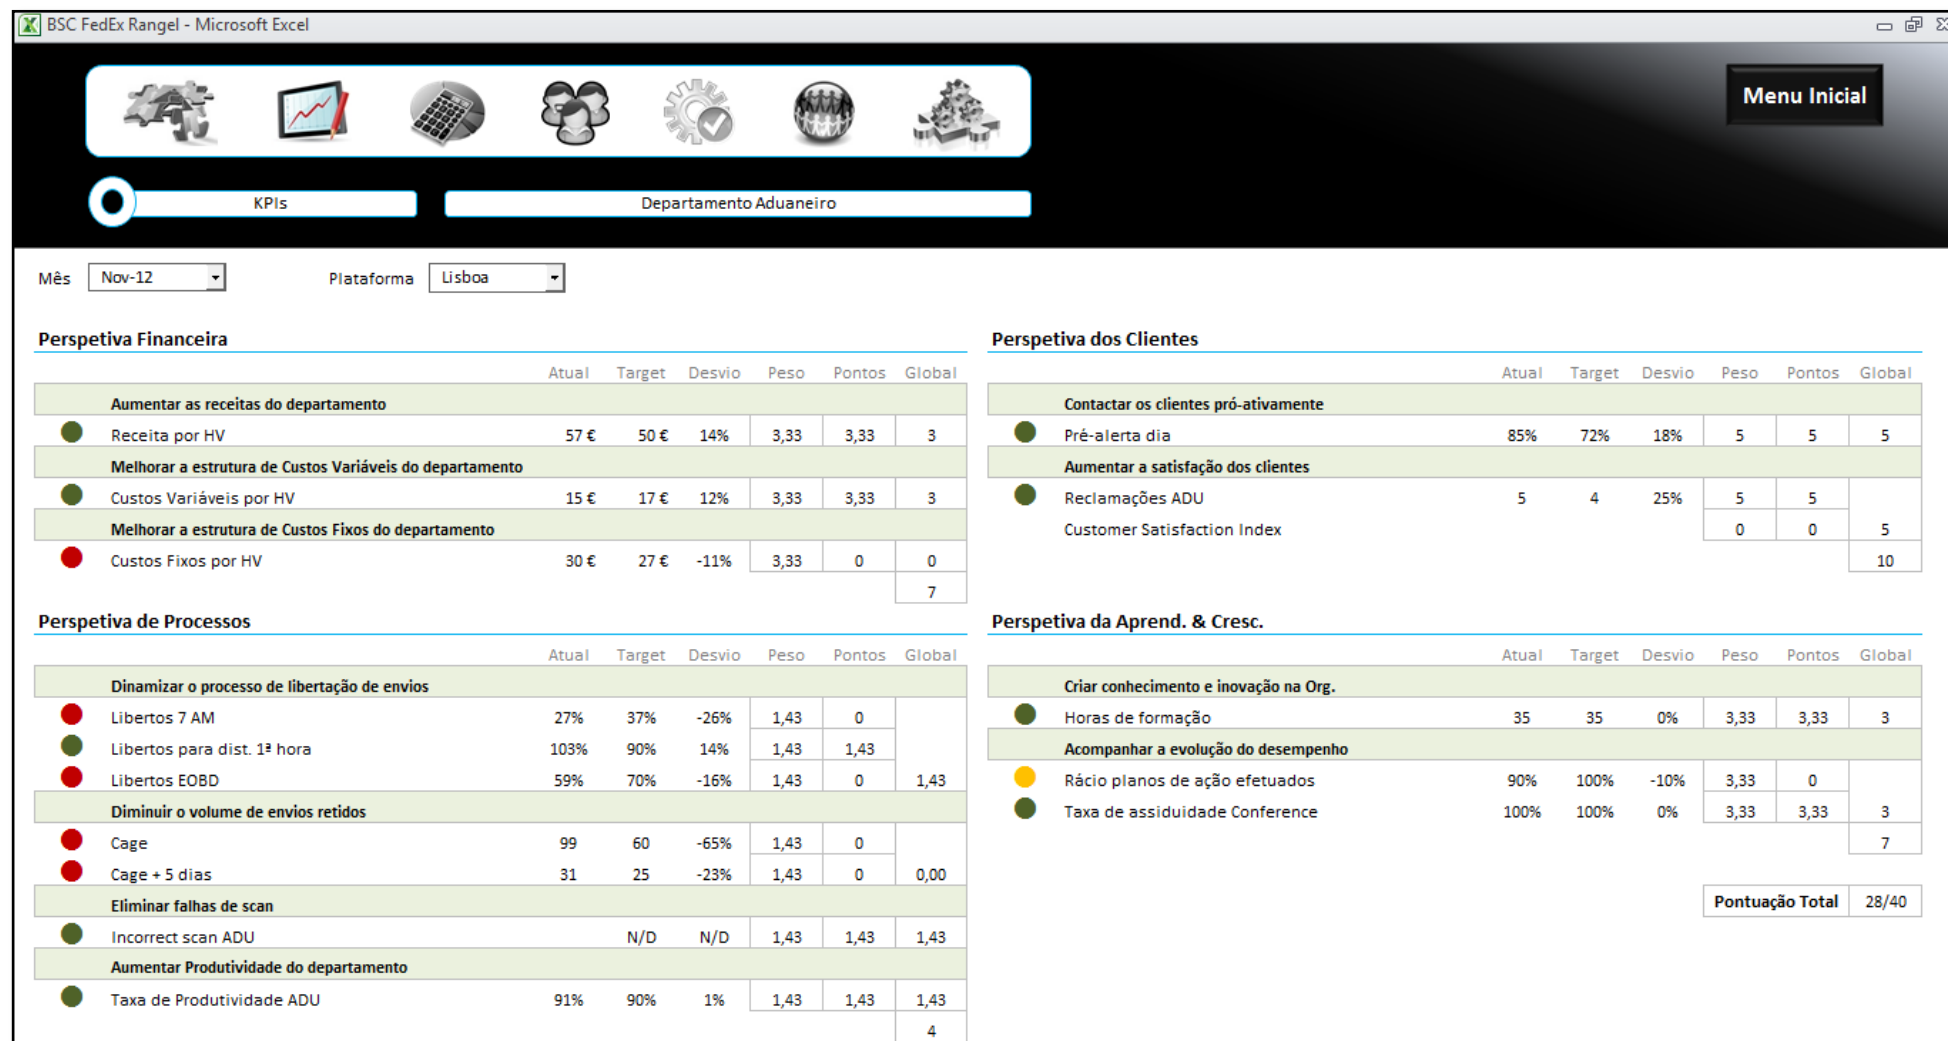 BSC FedEx Rangel - Microsoft Excel
Menu Inicial
KPIs
Departamento Aduaneiro
Mês Nov-12 Plataforma Lisboa
Perspetiva Financeira
Atual Target Desvio Peso Pontos Global
Aumentar as receitas do departamento
Receita por HV 57 € 50 € 14% 3,33 3,33 3
Melhorar a estrutura de Custos Variáveis do departamento
Custos Variáveis por HV 15 € 17 € 12% 3,33 3,33 3
Melhorar a estrutura de Custos Fixos do departamento
Custos Fixos por HV 30 € 27 € -11% 3,33 0 0
7
Perspetiva dos Clientes
Atual Target Desvio Peso Pontos Global
Contactar os clientes pró-ativamente
Pré-alerta dia 85% 72% 18% 5 5 5
Aumentar a satisfação dos clientes
Reclamações ADU 5 4 25% 5 5
Customer Satisfaction Index 0 0 5
10
Perspetiva de Processos
Atual Target Desvio Peso Pontos Global
Dinamizar o processo de libertação de envios
Libertos 7 AM 27% 37% -26% 1,43 0
Libertos para dist. 1ª hora 103% 90% 14% 1,43 1,43
Libertos EOBD 59% 70% -16% 1,43 0 1,43
Diminuir o volume de envios retidos
Cage 99 60 -65% 1,43 0
Cage + 5 dias 31 25 -23% 1,43 0 0,00
Eliminar falhas de scan
Incorrect scan ADU N/D N/D 1,43 1,43 1,43
Aumentar Produtividade do departamento
Taxa de Produtividade ADU 91% 90% 1% 1,43 1,43 1,43
4
Perspetiva da Aprend. & Cresc.
Atual Target Desvio Peso Pontos Global
Criar conhecimento e inovação na Org.
Horas de formação 35 35 0% 3,33 3,33 3
Acompanhar a evolução do desempenho
Rácio planos de ação efetuados 90% 100% -10% 3,33 0
Taxa de assiduidade Conference 100% 100% 0% 3,33 3,33 3
7
Pontuação Total 28/40